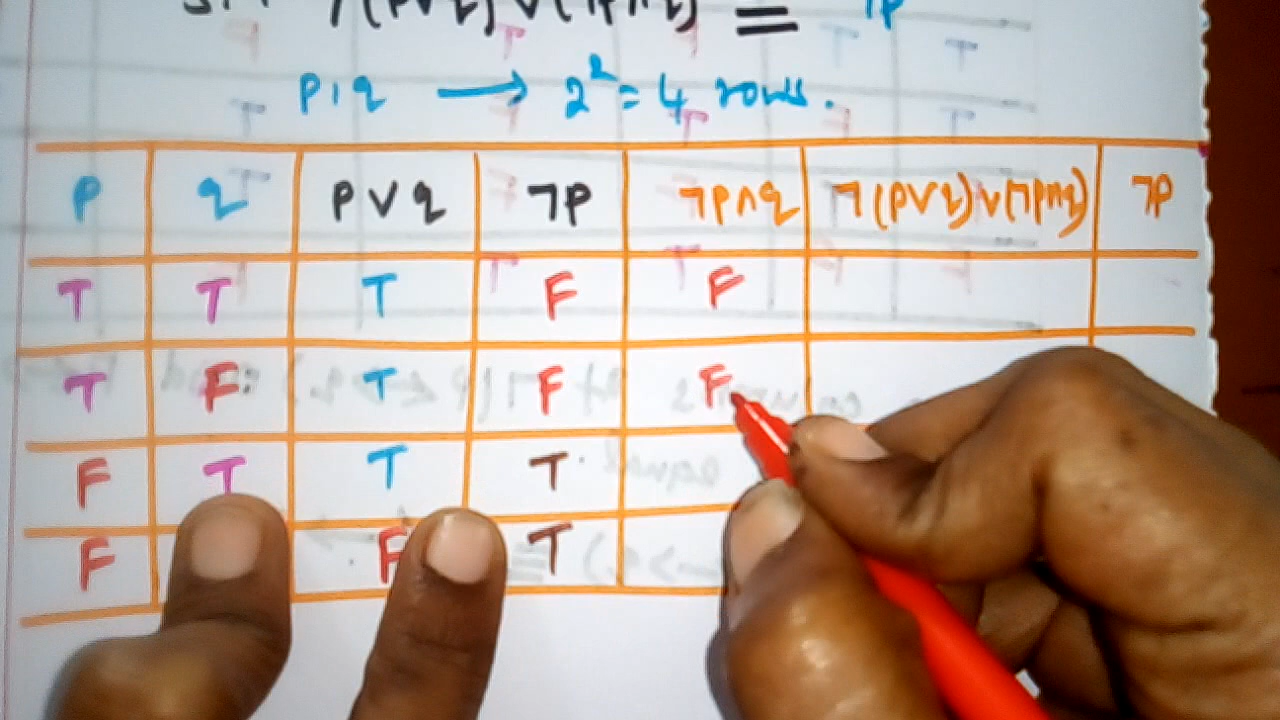 ¬(p∨q)∨(¬p∧q) ≡ ¬p
p,q → 2² = 4 rows.
p q p∨q ¬p ¬p∧q ¬(p∨q)∨(¬p∧q) ¬p
T T T F F
T F T F F
F T T T
F F T